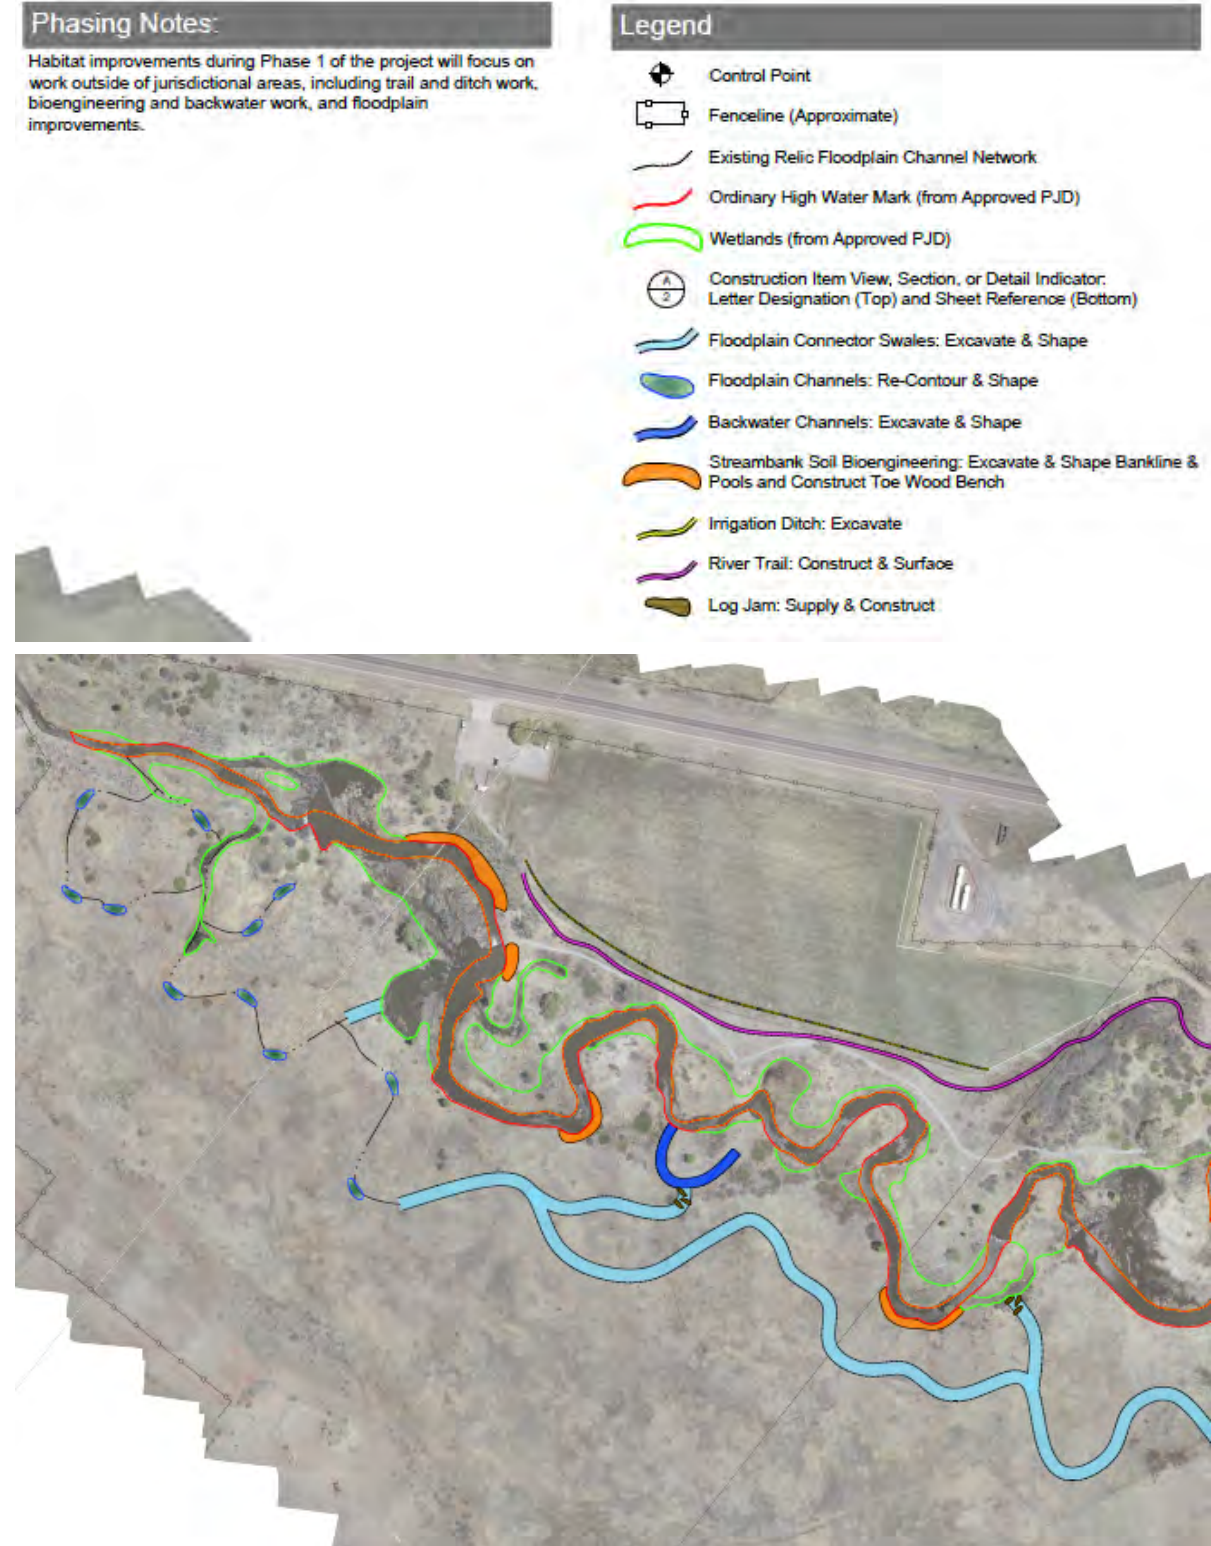 Phasing Notes:
Habitat improvements during Phase 1 of the project will focus on
work outside of jurisdictional areas, including trail and ditch work,
bioengineering and backwater work, and floodplain
improvements.
Legend
Control Point
Fenceline (Approximate)
Existing Relic Floodplain Channel Network
Ordinary High Water Mark (from Approved PJD)
Wetlands (from Approved PJD)
A
2
Construction Item View, Section, or Detail Indicator:
Letter Designation (Top) and Sheet Reference (Bottom)
Floodplain Connector Swales: Excavate & Shape
Floodplain Channels: Re-Contour & Shape
Backwater Channels: Excavate & Shape
Streambank Soil Bioengineering: Excavate & Shape Bankline &
Pools and Construct Toe Wood Bench
Irrigation Ditch: Excavate
River Trail: Construct & Surface
Log Jam: Supply & Construct